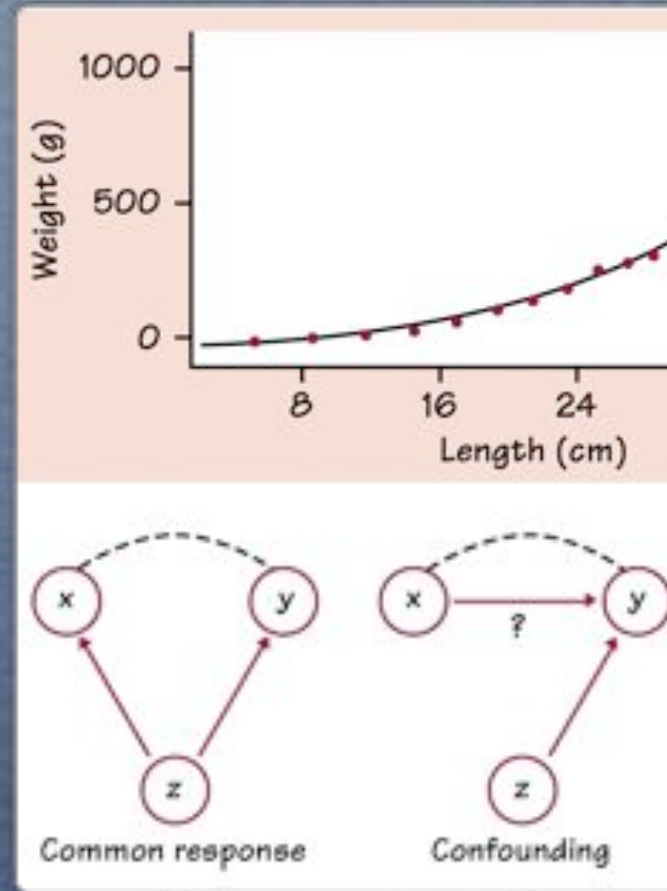 1000
500
0
Weight (g)
8 16 24
Length (cm)
x y x ? y
z z
Common response Confounding